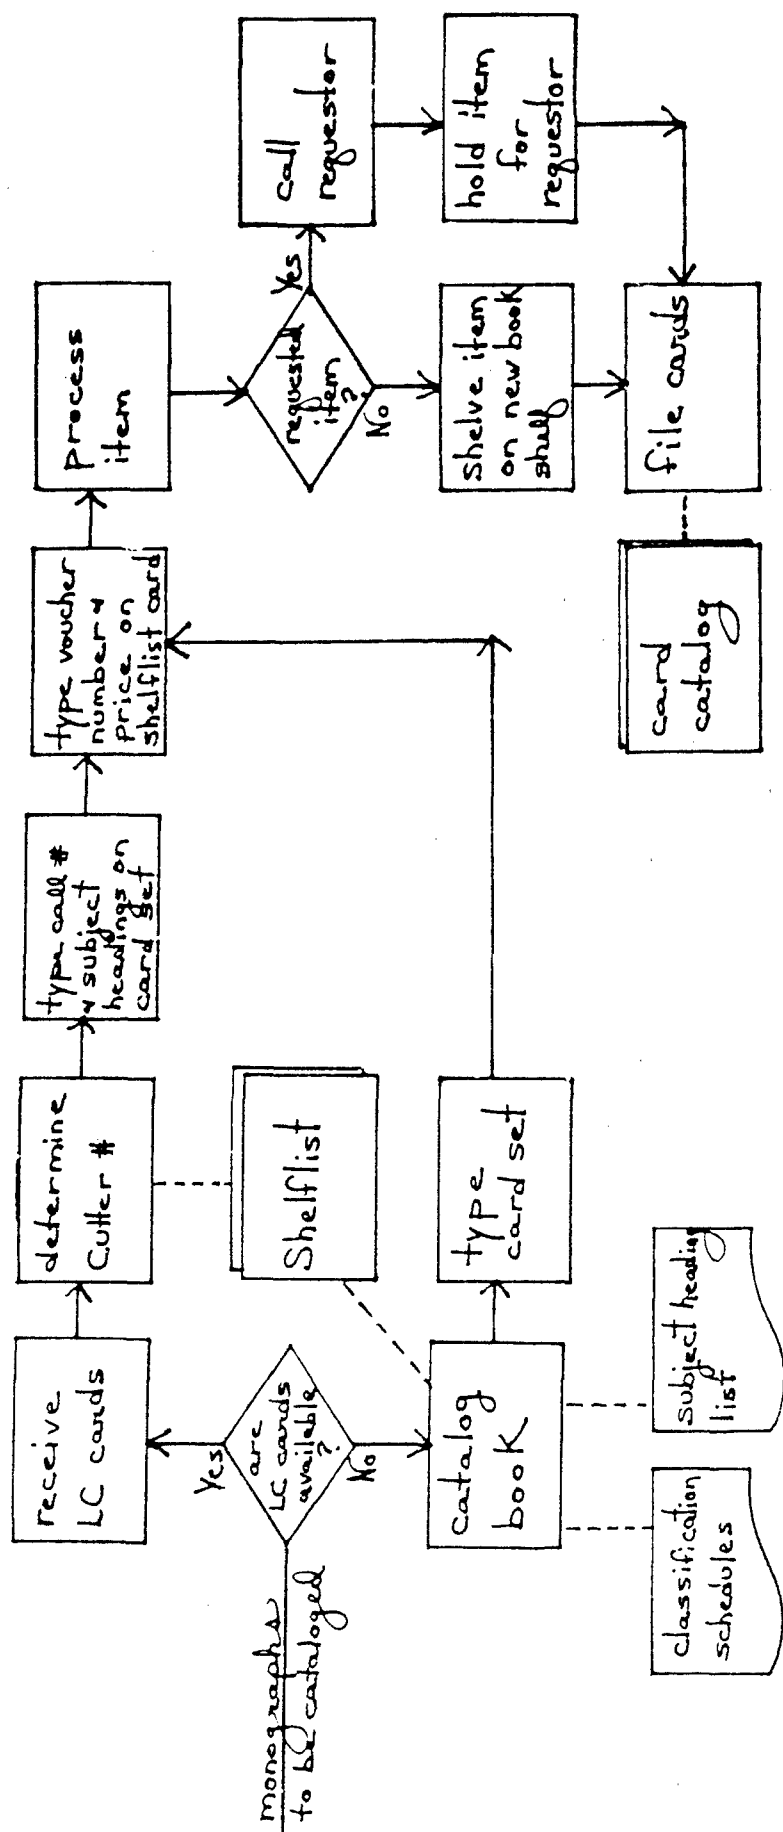 monographs
to be cataloged
are
LC cards
available
?
Yes
No
receive
LC cards
determine
Cutter #
type call #
& subject
headings on
card set
type voucher
number &
price on
shelflist card
process
item
Shelflist
catalog
book
type
card set
classification
schedules
subject heading
list
requested
item
?
Yes
No
call
requestor
hold item
for
requestor
shelve item
on new book
shelf
file cards
card
catalog